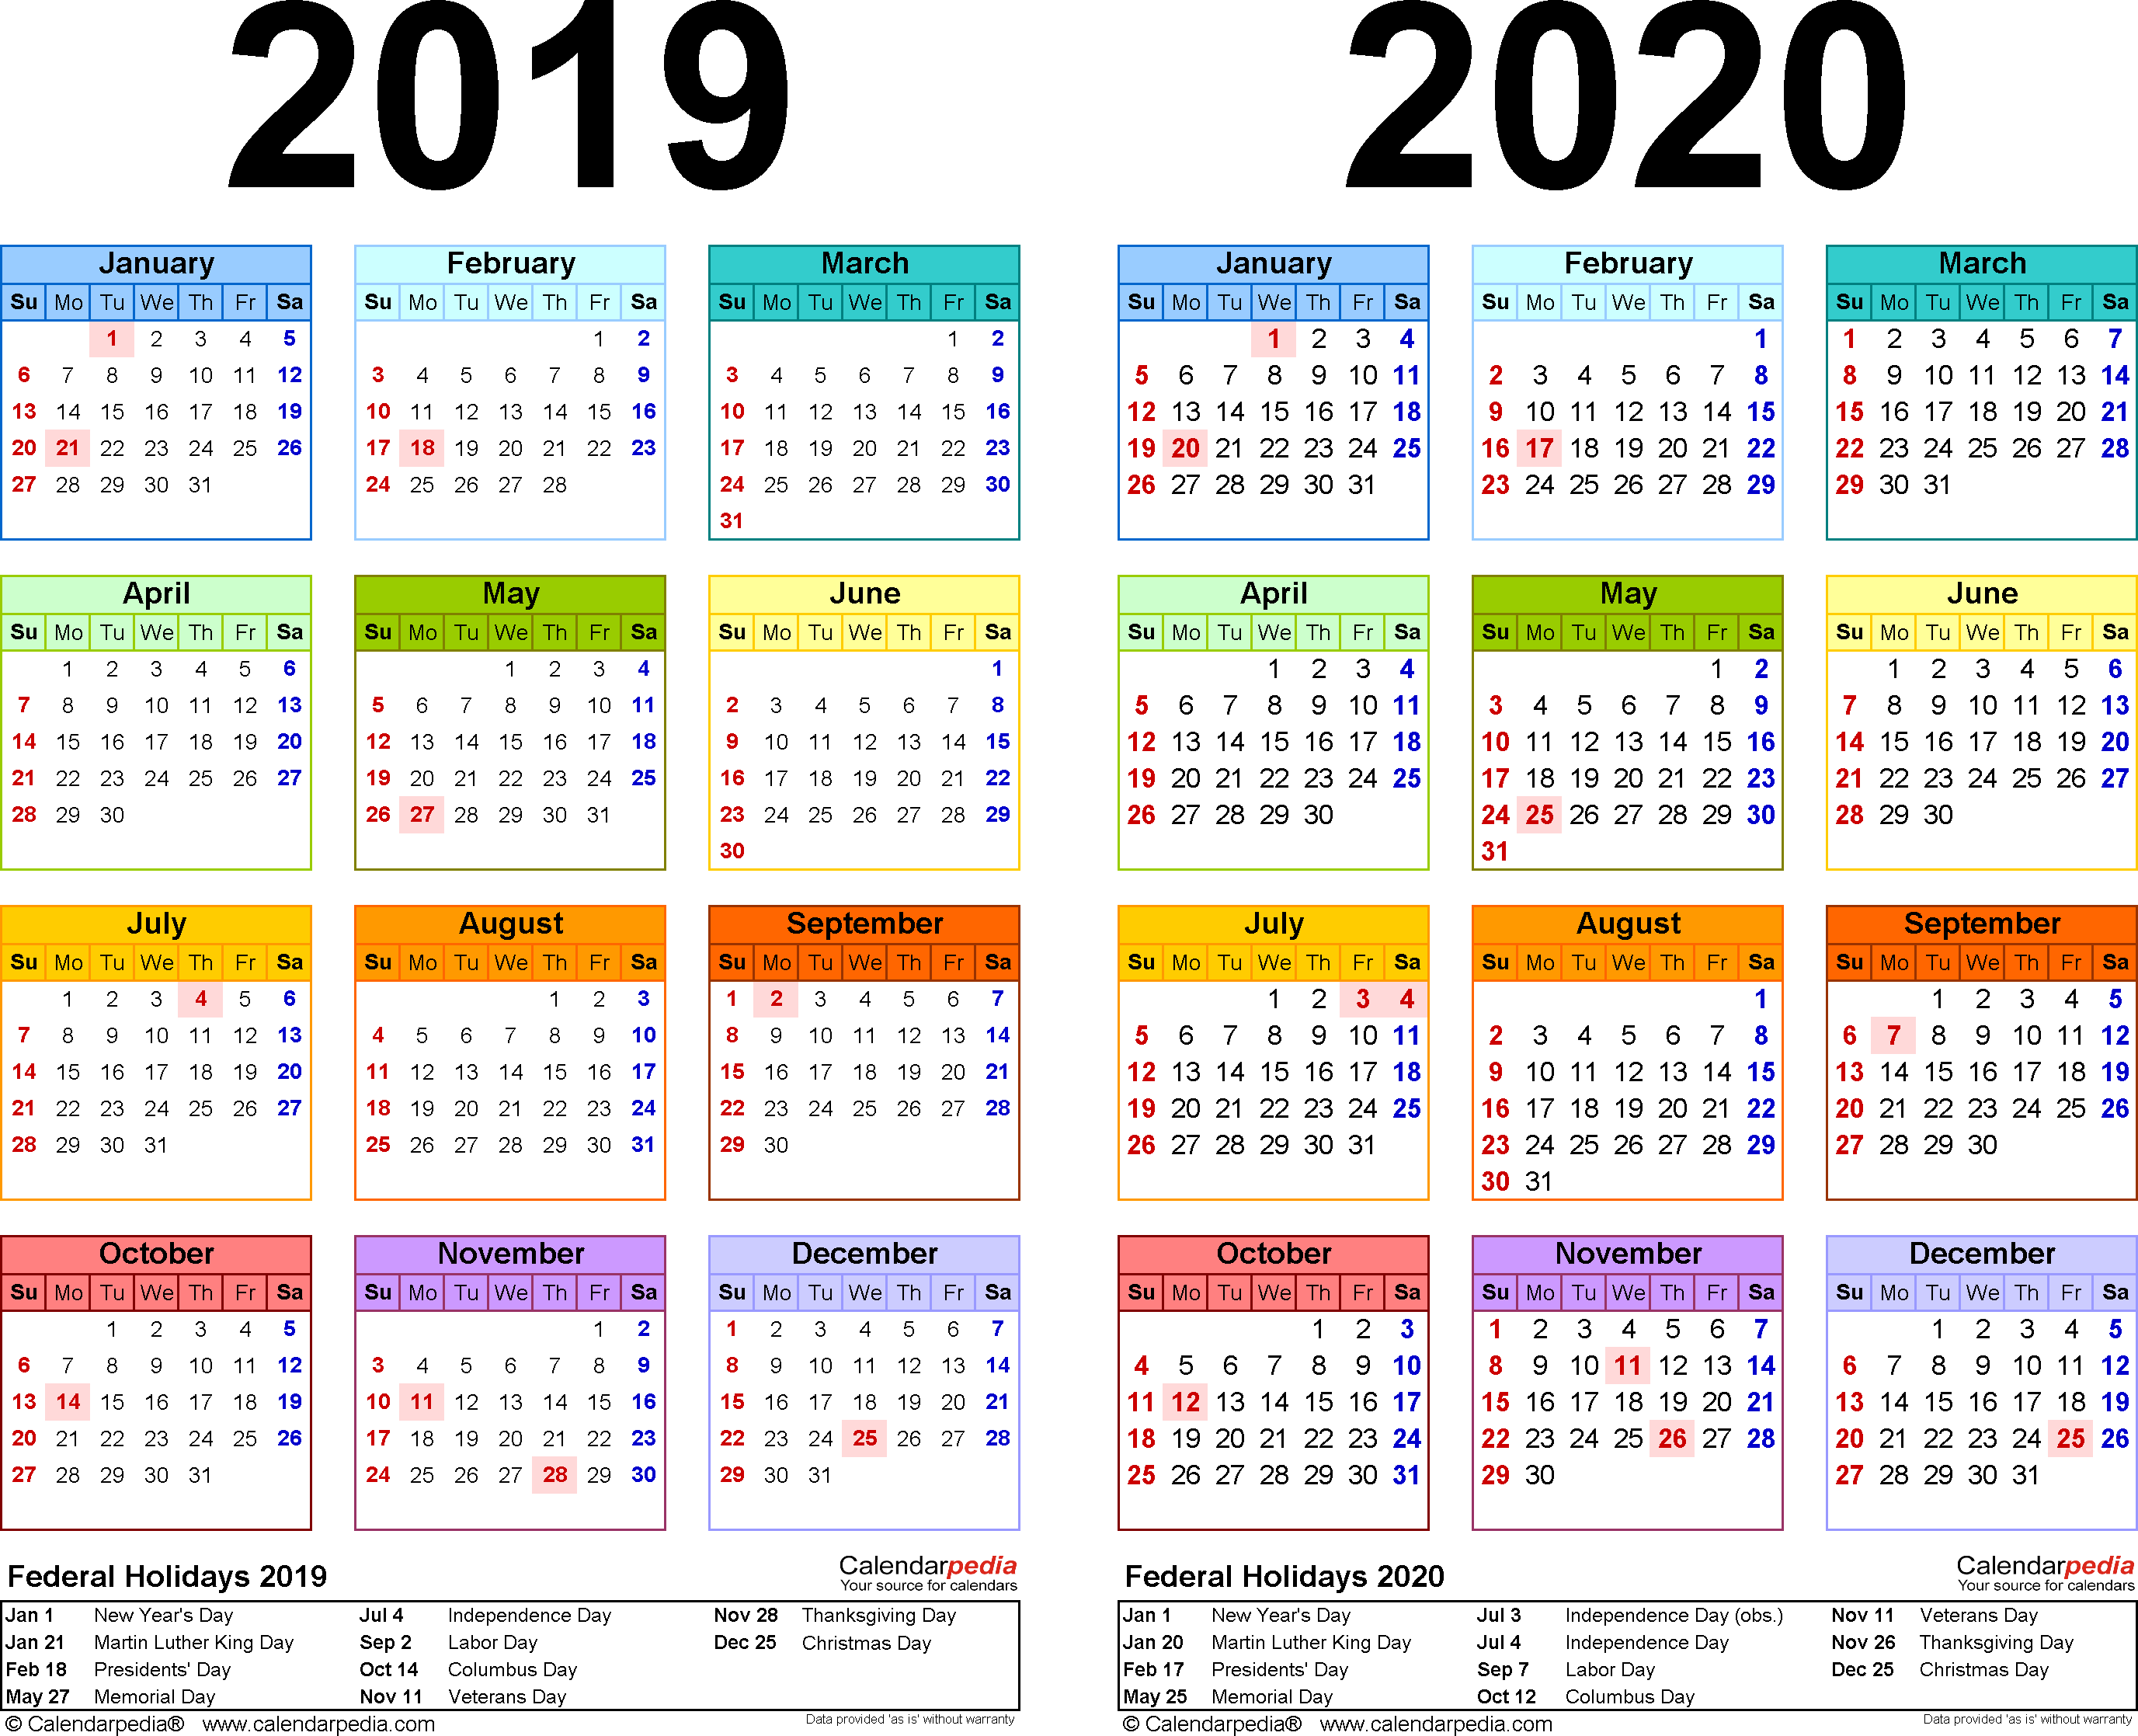 2019
January
Su Mo Tu We Th Fr Sa
1 2 3 4 5
6 7 8 9 10 11 12
13 14 15 16 17 18 19
20 21 22 23 24 25 26
27 28 29 30 31
February
Su Mo Tu We Th Fr Sa
1 2
3 4 5 6 7 8 9
10 11 12 13 14 15 16
17 18 19 20 21 22 23
24 25 26 27 28
March
Su Mo Tu We Th Fr Sa
1 2
3 4 5 6 7 8 9
10 11 12 13 14 15 16
17 18 19 20 21 22 23
24 25 26 27 28 29 30
31
April
Su Mo Tu We Th Fr Sa
1 2 3 4 5 6
7 8 9 10 11 12 13
14 15 16 17 18 19 20
21 22 23 24 25 26 27
28 29 30
May
Su Mo Tu We Th Fr Sa
1 2 3 4
5 6 7 8 9 10 11
12 13 14 15 16 17 18
19 20 21 22 23 24 25
26 27 28 29 30 31
June
Su Mo Tu We Th Fr Sa
1
2 3 4 5 6 7 8
9 10 11 12 13 14 15
16 17 18 19 20 21 22
23 24 25 26 27 28 29
30
July
Su Mo Tu We Th Fr Sa
1 2 3 4 5 6
7 8 9 10 11 12 13
14 15 16 17 18 19 20
21 22 23 24 25 26 27
28 29 30 31
August
Su Mo Tu We Th Fr Sa
1 2 3
4 5 6 7 8 9 10
11 12 13 14 15 16 17
18 19 20 21 22 23 24
25 26 27 28 29 30 31
September
Su Mo Tu We Th Fr Sa
1 2 3 4 5 6 7
8 9 10 11 12 13 14
15 16 17 18 19 20 21
22 23 24 25 26 27 28
29 30
October
Su Mo Tu We Th Fr Sa
1 2 3 4 5
6 7 8 9 10 11 12
13 14 15 16 17 18 19
20 21 22 23 24 25 26
27 28 29 30 31
November
Su Mo Tu We Th Fr Sa
1 2
3 4 5 6 7 8 9
10 11 12 13 14 15 16
17 18 19 20 21 22 23
24 25 26 27 28 29 30
December
Su Mo Tu We Th Fr Sa
1 2 3 4 5 6 7
8 9 10 11 12 13 14
15 16 17 18 19 20 21
22 23 24 25 26 27 28
29 30 31
Federal Holidays 2019
Calendarpedia
Your source for calendars
Jan 1 New Year's Day Jul 4 Independence Day Nov 28 Thanksgiving Day
Jan 21 Martin Luther King Day Sep 2 Labor Day Dec 25 Christmas Day
Feb 18 Presidents' Day Oct 14 Columbus Day
May 27 Memorial Day Nov 11 Veterans Day
© Calendarpedia® www.calendarpedia.com Data provided 'as is' without warranty
2020
January
Su Mo Tu We Th Fr Sa
1 2 3 4
5 6 7 8 9 10 11
12 13 14 15 16 17 18
19 20 21 22 23 24 25
26 27 28 29 30 31
February
Su Mo Tu We Th Fr Sa
1
2 3 4 5 6 7 8
9 10 11 12 13 14 15
16 17 18 19 20 21 22
23 24 25 26 27 28 29
March
Su Mo Tu We Th Fr Sa
1 2 3 4 5 6 7
8 9 10 11 12 13 14
15 16 17 18 19 20 21
22 23 24 25 26 27 28
29 30 31
April
Su Mo Tu We Th Fr Sa
1 2 3 4
5 6 7 8 9 10 11
12 13 14 15 16 17 18
19 20 21 22 23 24 25
26 27 28 29 30
May
Su Mo Tu We Th Fr Sa
1 2
3 4 5 6 7 8 9
10 11 12 13 14 15 16
17 18 19 20 21 22 23
24 25 26 27 28 29 30
31
June
Su Mo Tu We Th Fr Sa
1 2 3 4 5 6
7 8 9 10 11 12 13
14 15 16 17 18 19 20
21 22 23 24 25 26 27
28 29 30
July
Su Mo Tu We Th Fr Sa
1 2 3 4
5 6 7 8 9 10 11
12 13 14 15 16 17 18
19 20 21 22 23 24 25
26 27 28 29 30 31
August
Su Mo Tu We Th Fr Sa
1
2 3 4 5 6 7 8
9 10 11 12 13 14 15
16 17 18 19 20 21 22
23 24 25 26 27 28 29
30 31
September
Su Mo Tu We Th Fr Sa
1 2 3 4 5
6 7 8 9 10 11 12
13 14 15 16 17 18 19
20 21 22 23 24 25 26
27 28 29 30
October
Su Mo Tu We Th Fr Sa
1 2 3
4 5 6 7 8 9 10
11 12 13 14 15 16 17
18 19 20 21 22 23 24
25 26 27 28 29 30 31
November
Su Mo Tu We Th Fr Sa
1 2 3 4 5 6 7
8 9 10 11 12 13 14
15 16 17 18 19 20 21
22 23 24 25 26 27 28
29 30
December
Su Mo Tu We Th Fr Sa
1 2 3 4 5
6 7 8 9 10 11 12
13 14 15 16 17 18 19
20 21 22 23 24 25 26
27 28 29 30 31
Federal Holidays 2020
Calendarpedia
Your source for calendars
Jan 1 New Year's Day Jul 3 Independence Day (obs.) Nov 11 Veterans Day
Jan 20 Martin Luther King Day Jul 4 Independence Day Nov 26 Thanksgiving Day
Feb 17 Presidents' Day Sep 7 Labor Day Dec 25 Christmas Day
May 25 Memorial Day Oct 12 Columbus Day
© Calendarpedia® www.calendarpedia.com Data provided 'as is' without warranty